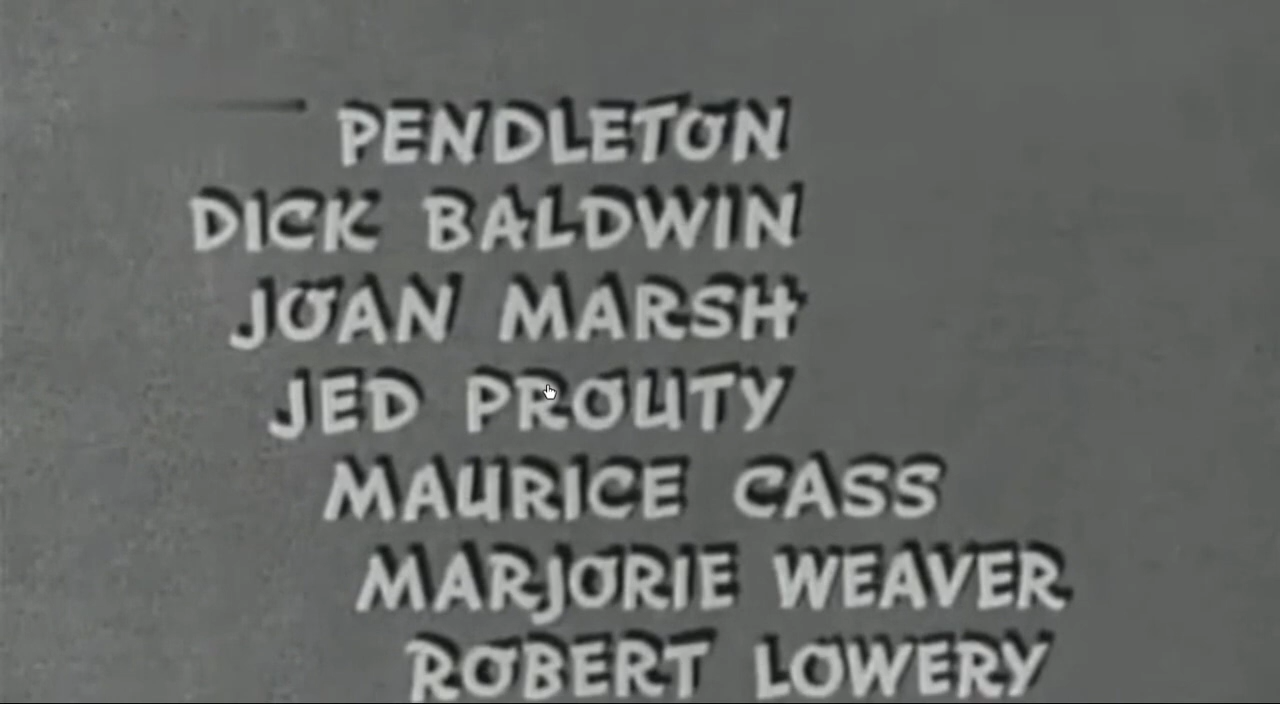 PENDLETON
DICK BALDWIN
JOAN MARSH
JED PROUTY
MAURICE CASS
MARJORIE WEAVER
ROBERT LOWERY